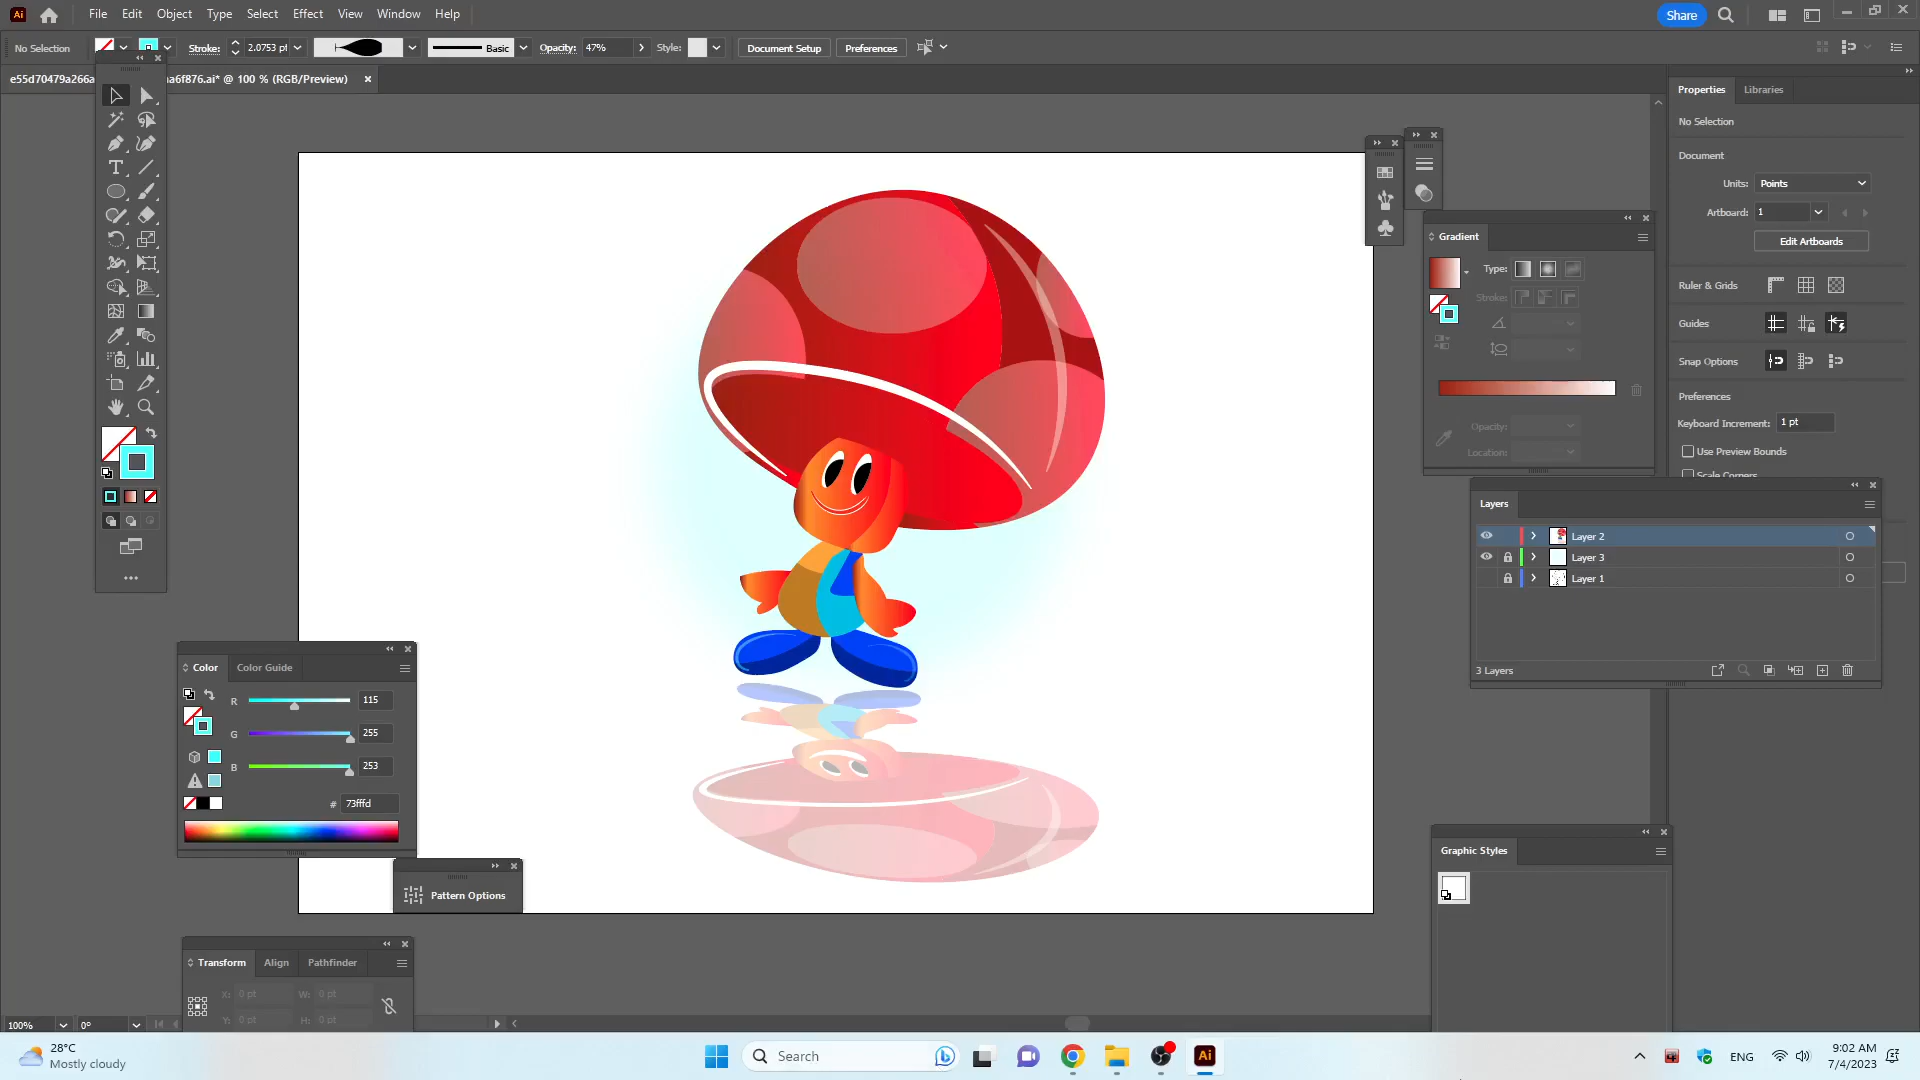 Ai File Edit Object Type Select Effect View Window Help Share
No Selection Stroke: 2.0753 pt Basic Opacity: 47% Style: Document Setup Preferences
e55d70479a266a a6f876.ai* @ 100 % (RGB/Preview)
Properties Libraries
No Selection
Document
Units: Points
Artboard: 1
Edit Artboards
Ruler & Grids
Guides
Snap Options
Preferences
Keyboard Increment: 1 pt
Use Preview Bounds
Scale Corners
Gradient
Type:
Stroke:
Opacity:
Location:
Layers
Layer 2
Layer 3
Layer 1
3 Layers
Color Color Guide
R 115
G 255
B 253
# 73fffd
Pattern Options
Graphic Styles
Transform Align Pathfinder
X: 0 pt W: 0 pt
Y: 0 pt H: 0 pt
100% 0°
28°C
Mostly cloudy
Search
Ai
ENG
9:02 AM
7/4/2023